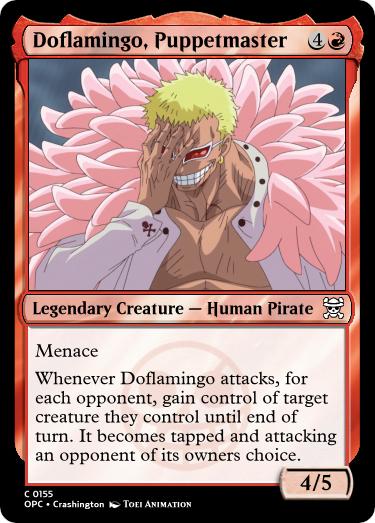 Doflamingo, Puppetmaster 4
Legendary Creature — Human Pirate
Menace
Whenever Doflamingo attacks, for
each opponent, gain control of target
creature they control until end of
turn. It becomes tapped and attacking
an opponent of its owners choice.
4/5
C 0155
OPC • Crashington TOEI ANIMATION